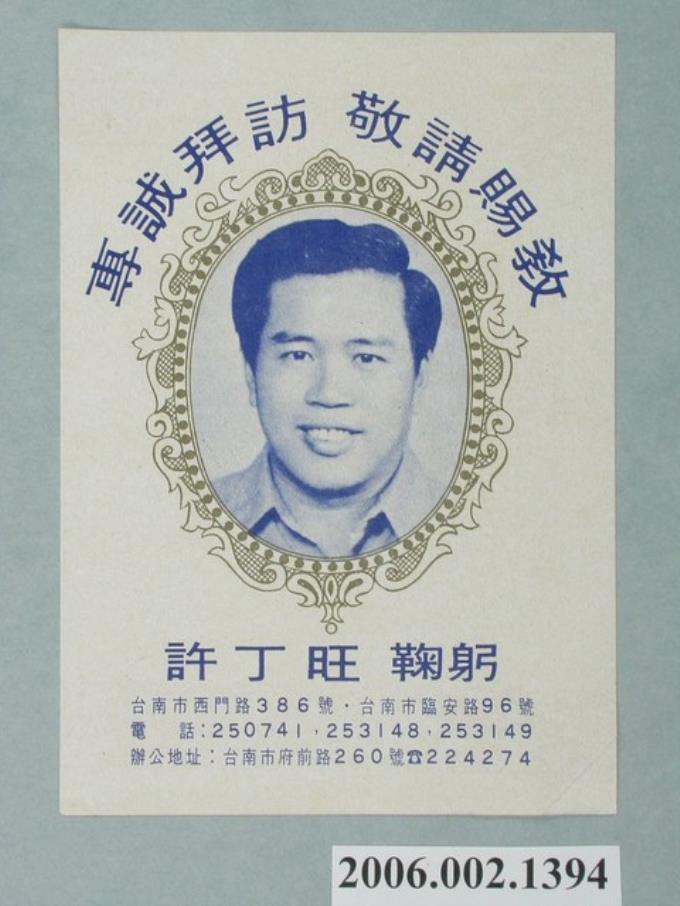 專誠拜訪 敬請賜教
許丁旺 鞠躬
台南市西門路386號·台南市臨安路96號
電話:250741,253148,253149
辦公地址:台南市府前路260號☎224274
2006.002.1394